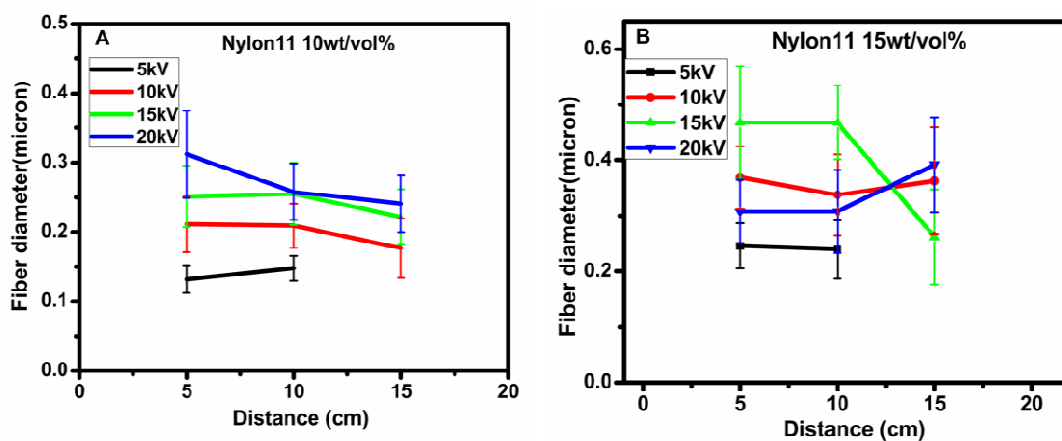 A
Nylon11 10wt/vol%
5kV
10kV
15kV
20kV
Fiber diameter(micron)
0.5
0.4
0.3
0.2
0.1
0.0
0 5 10 15 20
Distance (cm)
B
Nylon11 15wt/vol%
5kV
10kV
15kV
20kV
Fiber diameter(micron)
0.6
0.4
0.2
0.0
0 5 10 15 20
Distance (cm)